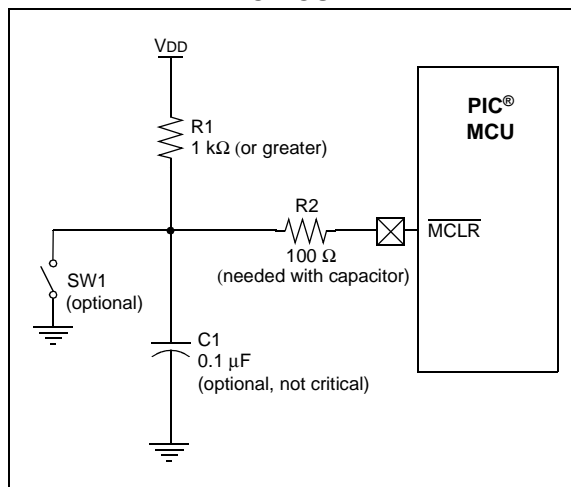 VDD
PIC®
MCU
R1
1 kΩ (or greater)
R2
MCLR
100 Ω
(needed with capacitor)
SW1
(optional)
C1
0.1 μF
(optional, not critical)